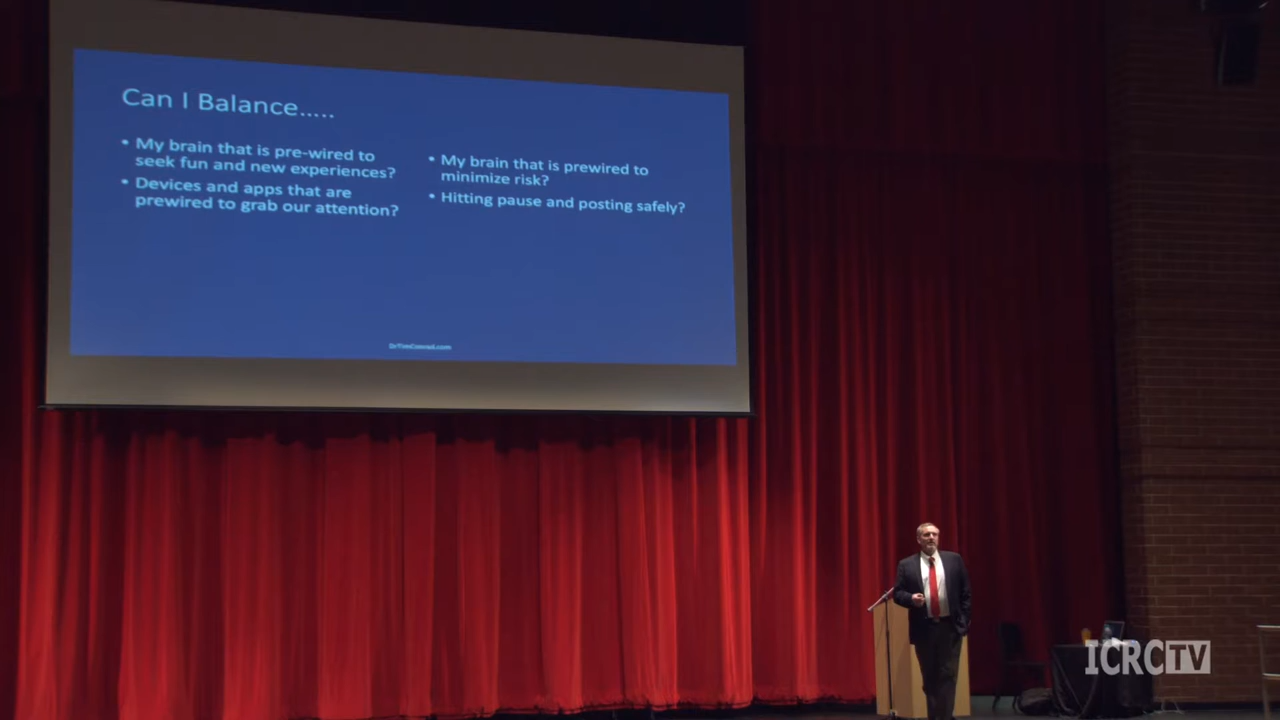 Can I Balance.....
• My brain that is pre-wired to
seek fun and new experiences?
• Devices and apps that are
prewired to grab our attention?
• My brain that is prewired to
minimize risk?
• Hitting pause and posting safely?
DrTimConrad.com
ICRCTV